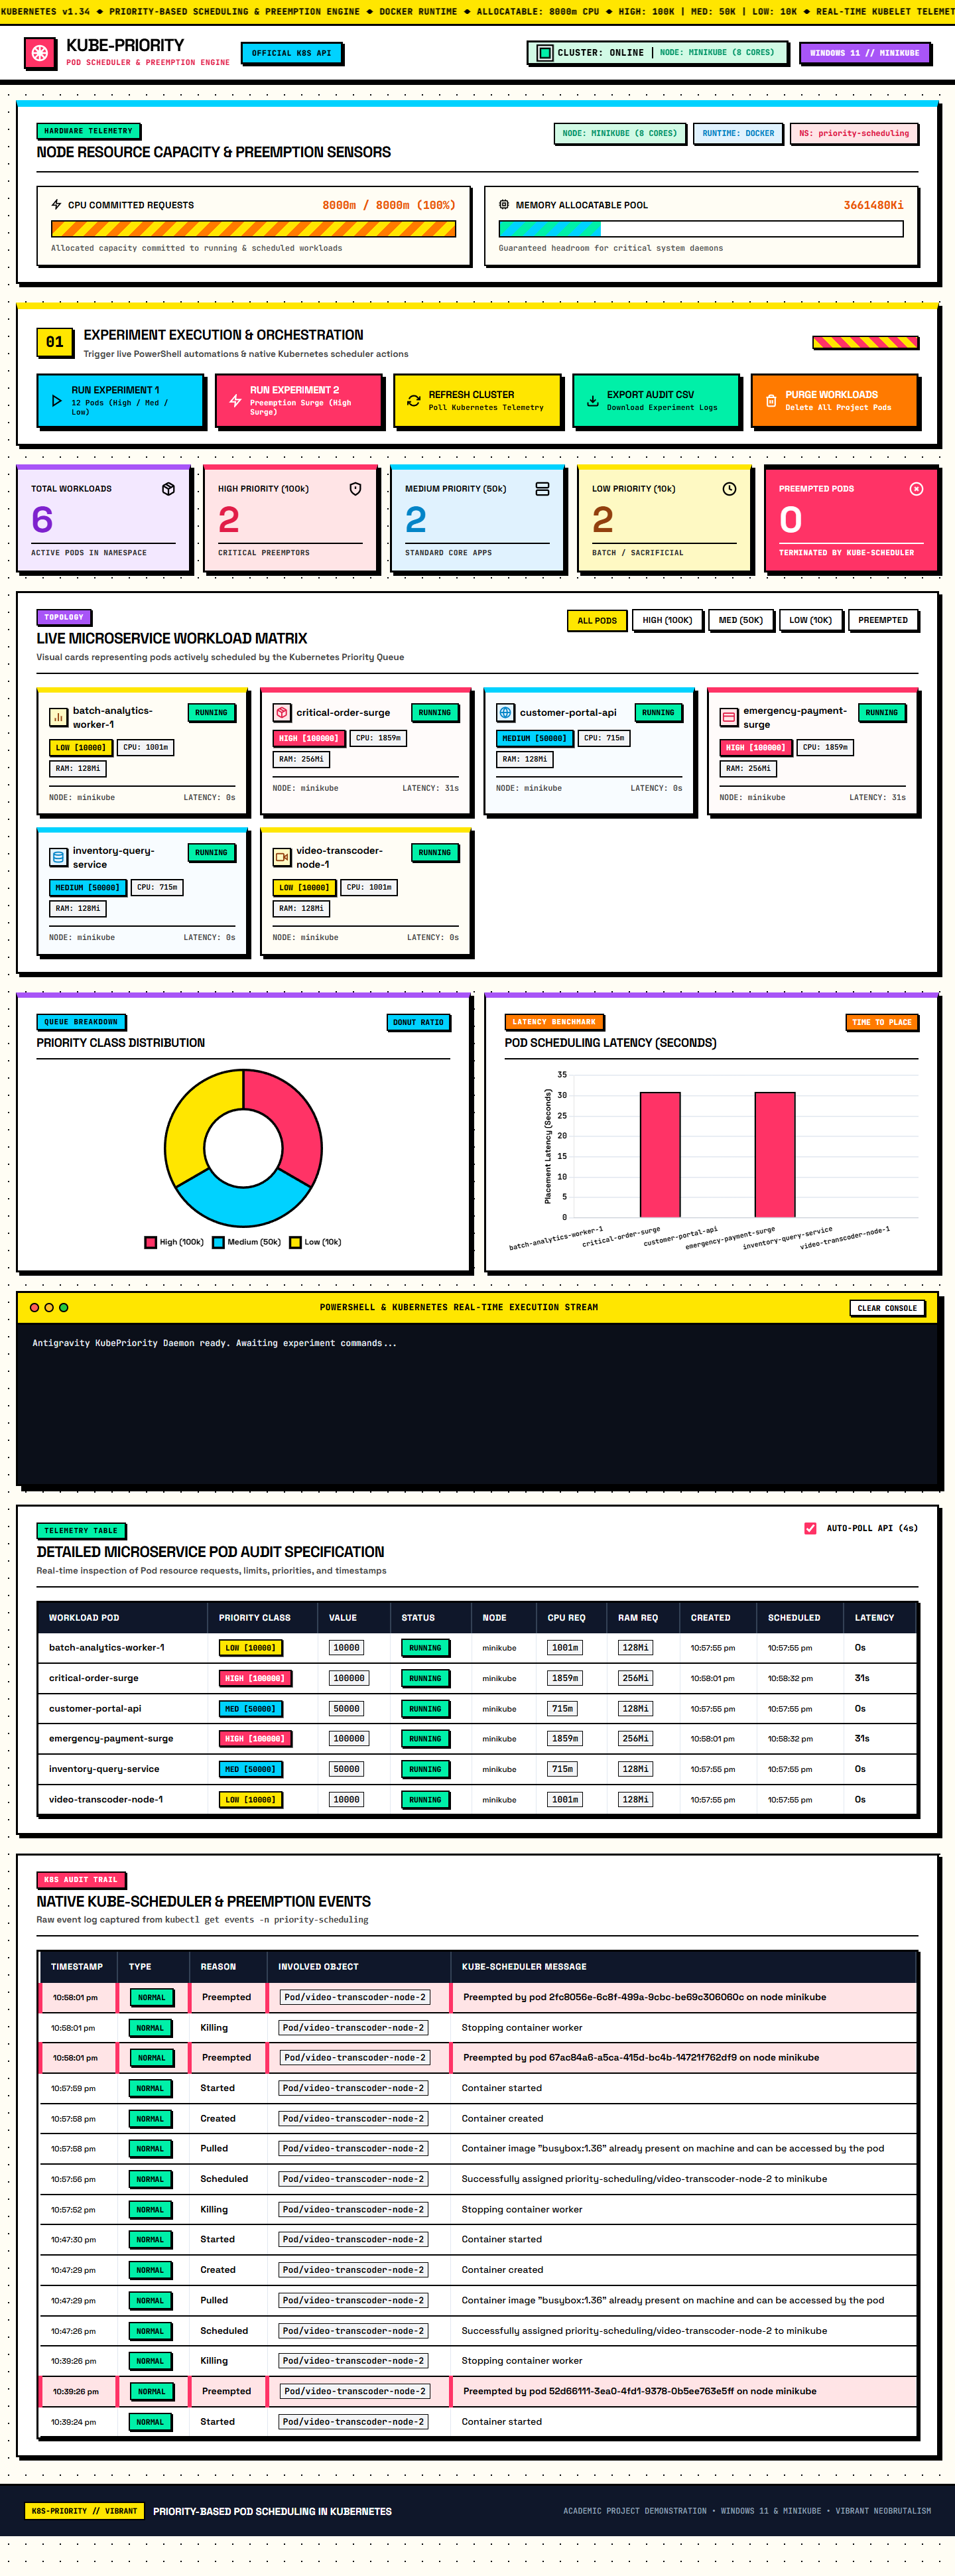 KUBERNETES v1.34 ◆ PRIORITY-BASED SCHEDULING & PREEMPTION ENGINE ◆ DOCKER RUNTIME ◆ ALLOCATABLE: 8000m CPU ◆ HIGH: 100K | MED: 50K | LOW: 10K ◆ REAL-TIME KUBELET TELEMET
KUBE-PRIORITY
POD SCHEDULER & PREEMPTION ENGINE
OFFICIAL K8S API
CLUSTER: ONLINE | NODE: MINIKUBE (8 CORES)
WINDOWS 11 // MINIKUBE
HARDWARE TELEMETRY
NODE RESOURCE CAPACITY & PREEMPTION SENSORS
NODE: MINIKUBE (8 CORES)
RUNTIME: DOCKER
NS: priority-scheduling
CPU COMMITTED REQUESTS
8000m / 8000m (100%)
Allocated capacity committed to running & scheduled workloads
MEMORY ALLOCATABLE POOL
3661480Ki
Guaranteed headroom for critical system daemons
01
EXPERIMENT EXECUTION & ORCHESTRATION
Trigger live PowerShell automations & native Kubernetes scheduler actions
RUN EXPERIMENT 1
12 Pods (High / Med /
Low)
RUN EXPERIMENT 2
Preemption Surge (High
Surge)
REFRESH CLUSTER
Poll Kubernetes Telemetry
EXPORT AUDIT CSV
Download Experiment Logs
PURGE WORKLOADS
Delete All Project Pods
TOTAL WORKLOADS
6
ACTIVE PODS IN NAMESPACE
HIGH PRIORITY (100k)
2
CRITICAL PREEMPTORS
MEDIUM PRIORITY (50k)
2
STANDARD CORE APPS
LOW PRIORITY (10k)
2
BATCH / SACRIFICIAL
PREEMPTED PODS
0
TERMINATED BY KUBE-SCHEDULER
TOPOLOGY
LIVE MICROSERVICE WORKLOAD MATRIX
Visual cards representing pods actively scheduled by the Kubernetes Priority Queue
ALL PODS
HIGH (100K)
MED (50K)
LOW (10K)
PREEMPTED
batch-analytics-
worker-1
RUNNING
LOW [10000]
CPU: 1001m
RAM: 128Mi
NODE: minikube
LATENCY: 0s
critical-order-surge
RUNNING
HIGH [100000]
CPU: 1859m
RAM: 256Mi
NODE: minikube
LATENCY: 31s
customer-portal-api
RUNNING
MEDIUM [50000]
CPU: 715m
RAM: 128Mi
NODE: minikube
LATENCY: 0s
emergency-payment-
surge
RUNNING
HIGH [100000]
CPU: 1859m
RAM: 256Mi
NODE: minikube
LATENCY: 31s
inventory-query-
service
RUNNING
MEDIUM [50000]
CPU: 715m
RAM: 128Mi
NODE: minikube
LATENCY: 0s
video-transcoder-
node-1
RUNNING
LOW [10000]
CPU: 1001m
RAM: 128Mi
NODE: minikube
LATENCY: 0s
QUEUE BREAKDOWN
PRIORITY CLASS DISTRIBUTION
DONUT RATIO
High (100k)
Medium (50k)
Low (10k)
LATENCY BENCHMARK
POD SCHEDULING LATENCY (SECONDS)
TIME TO PLACE
Placement Latency (Seconds)
35
30
25
20
15
10
5
0
batch-analytics-worker-1
critical-order-surge
customer-portal-api
emergency-payment-surge
inventory-query-service
video-transcoder-node-1
POWERSHELL & KUBERNETES REAL-TIME EXECUTION STREAM
CLEAR CONSOLE
Antigravity KubePriority Daemon ready. Awaiting experiment commands...
TELEMETRY TABLE
DETAILED MICROSERVICE POD AUDIT SPECIFICATION
Real-time inspection of Pod resource requests, limits, priorities, and timestamps
AUTO-POLL API (4s)
WORKLOAD POD PRIORITY CLASS VALUE STATUS NODE CPU REQ RAM REQ CREATED SCHEDULED LATENCY
batch-analytics-worker-1 LOW [10000] 10000 RUNNING minikube 1001m 128Mi 10:57:55 pm 10:57:55 pm 0s
critical-order-surge HIGH [100000] 100000 RUNNING minikube 1859m 256Mi 10:58:01 pm 10:58:32 pm 31s
customer-portal-api MED [50000] 50000 RUNNING minikube 715m 128Mi 10:57:55 pm 10:57:55 pm 0s
emergency-payment-surge HIGH [100000] 100000 RUNNING minikube 1859m 256Mi 10:58:01 pm 10:58:32 pm 31s
inventory-query-service MED [50000] 50000 RUNNING minikube 715m 128Mi 10:57:55 pm 10:57:55 pm 0s
video-transcoder-node-1 LOW [10000] 10000 RUNNING minikube 1001m 128Mi 10:57:55 pm 10:57:55 pm 0s
K8S AUDIT TRAIL
NATIVE KUBE-SCHEDULER & PREEMPTION EVENTS
Raw event log captured from kubectl get events -n priority-scheduling
TIMESTAMP TYPE REASON INVOLVED OBJECT KUBE-SCHEDULER MESSAGE
10:58:01 pm NORMAL Preempted Pod/video-transcoder-node-2 Preempted by pod 2fc8056e-6c8f-499a-9cbc-be69c306060c on node minikube
10:58:01 pm NORMAL Killing Pod/video-transcoder-node-2 Stopping container worker
10:58:01 pm NORMAL Preempted Pod/video-transcoder-node-2 Preempted by pod 67ac84a6-a5ca-415d-bc4b-14721f762df9 on node minikube
10:57:59 pm NORMAL Started Pod/video-transcoder-node-2 Container started
10:57:58 pm NORMAL Created Pod/video-transcoder-node-2 Container created
10:57:58 pm NORMAL Pulled Pod/video-transcoder-node-2 Container image "busybox:1.36" already present on machine and can be accessed by the pod
10:57:56 pm NORMAL Scheduled Pod/video-transcoder-node-2 Successfully assigned priority-scheduling/video-transcoder-node-2 to minikube
10:57:52 pm NORMAL Killing Pod/video-transcoder-node-2 Stopping container worker
10:47:30 pm NORMAL Started Pod/video-transcoder-node-2 Container started
10:47:29 pm NORMAL Created Pod/video-transcoder-node-2 Container created
10:47:29 pm NORMAL Pulled Pod/video-transcoder-node-2 Container image "busybox:1.36" already present on machine and can be accessed by the pod
10:47:26 pm NORMAL Scheduled Pod/video-transcoder-node-2 Successfully assigned priority-scheduling/video-transcoder-node-2 to minikube
10:39:26 pm NORMAL Killing Pod/video-transcoder-node-2 Stopping container worker
10:39:26 pm NORMAL Preempted Pod/video-transcoder-node-2 Preempted by pod 52d66111-3ea0-4fd1-9378-0b5ee763e5ff on node minikube
10:39:24 pm NORMAL Started Pod/video-transcoder-node-2 Container started
K8S-PRIORITY // VIBRANT
PRIORITY-BASED POD SCHEDULING IN KUBERNETES
ACADEMIC PROJECT DEMONSTRATION • WINDOWS 11 & MINIKUBE • VIBRANT NEOBRUTALISM